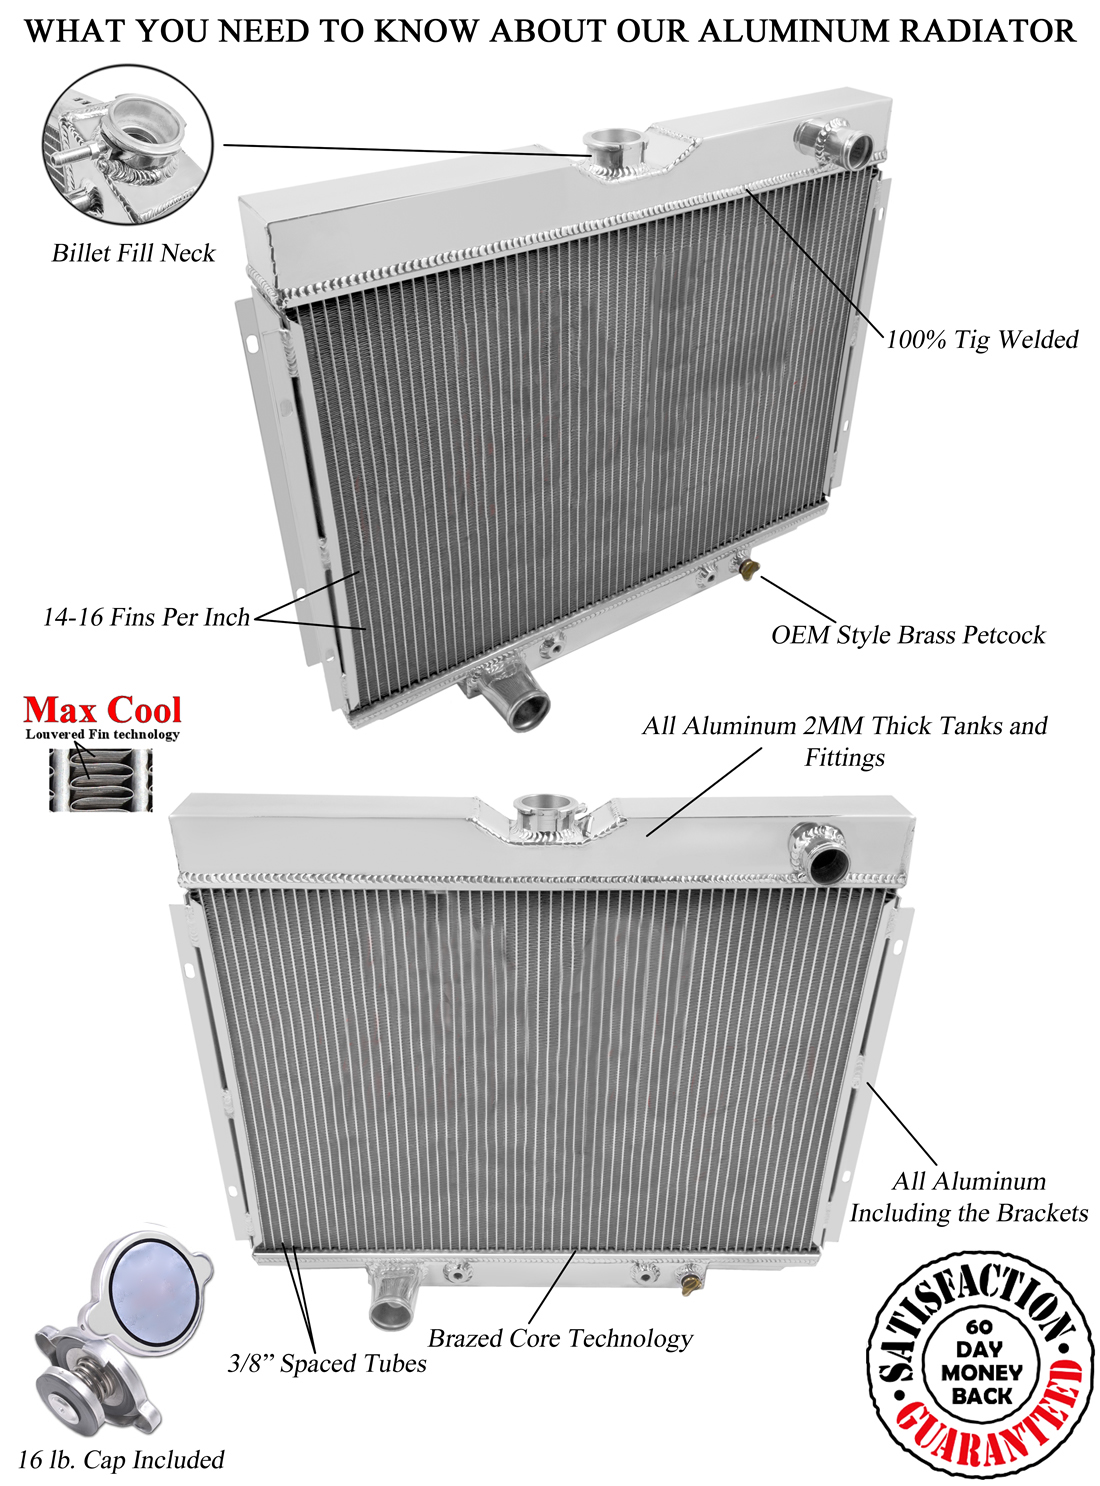 WHAT YOU NEED TO KNOW ABOUT OUR ALUMINUM RADIATOR
Billet Fill Neck
100% Tig Welded
14-16 Fins Per Inch
OEM Style Brass Petcock
Max Cool
Louvered Fin technology
All Aluminum 2MM Thick Tanks and
Fittings
All Aluminum
Including the Brackets
Brazed Core Technology
3/8” Spaced Tubes
16 lb. Cap Included
SATISFACTION
60
DAY
MONEY
BACK
GUARANTEED